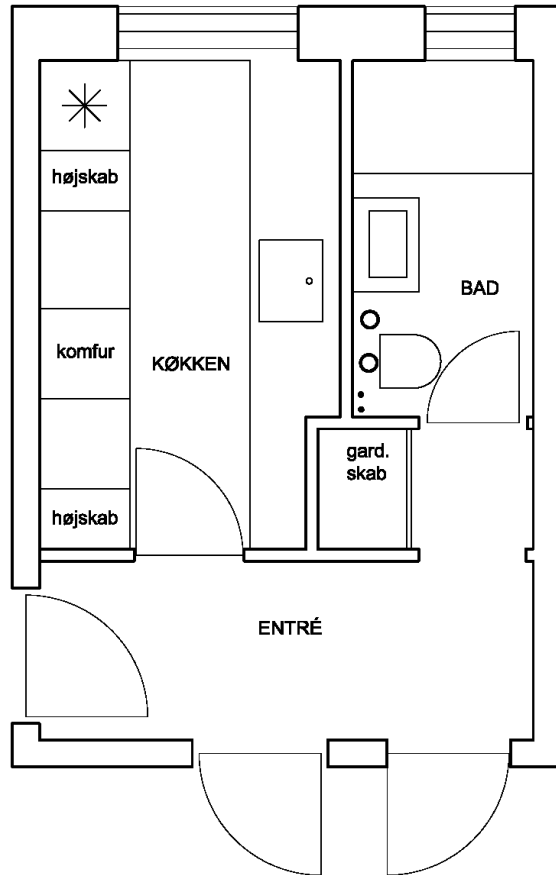 højskab
komfur
højskab
KØKKEN
BAD
gard.
skab
ENTRÉ